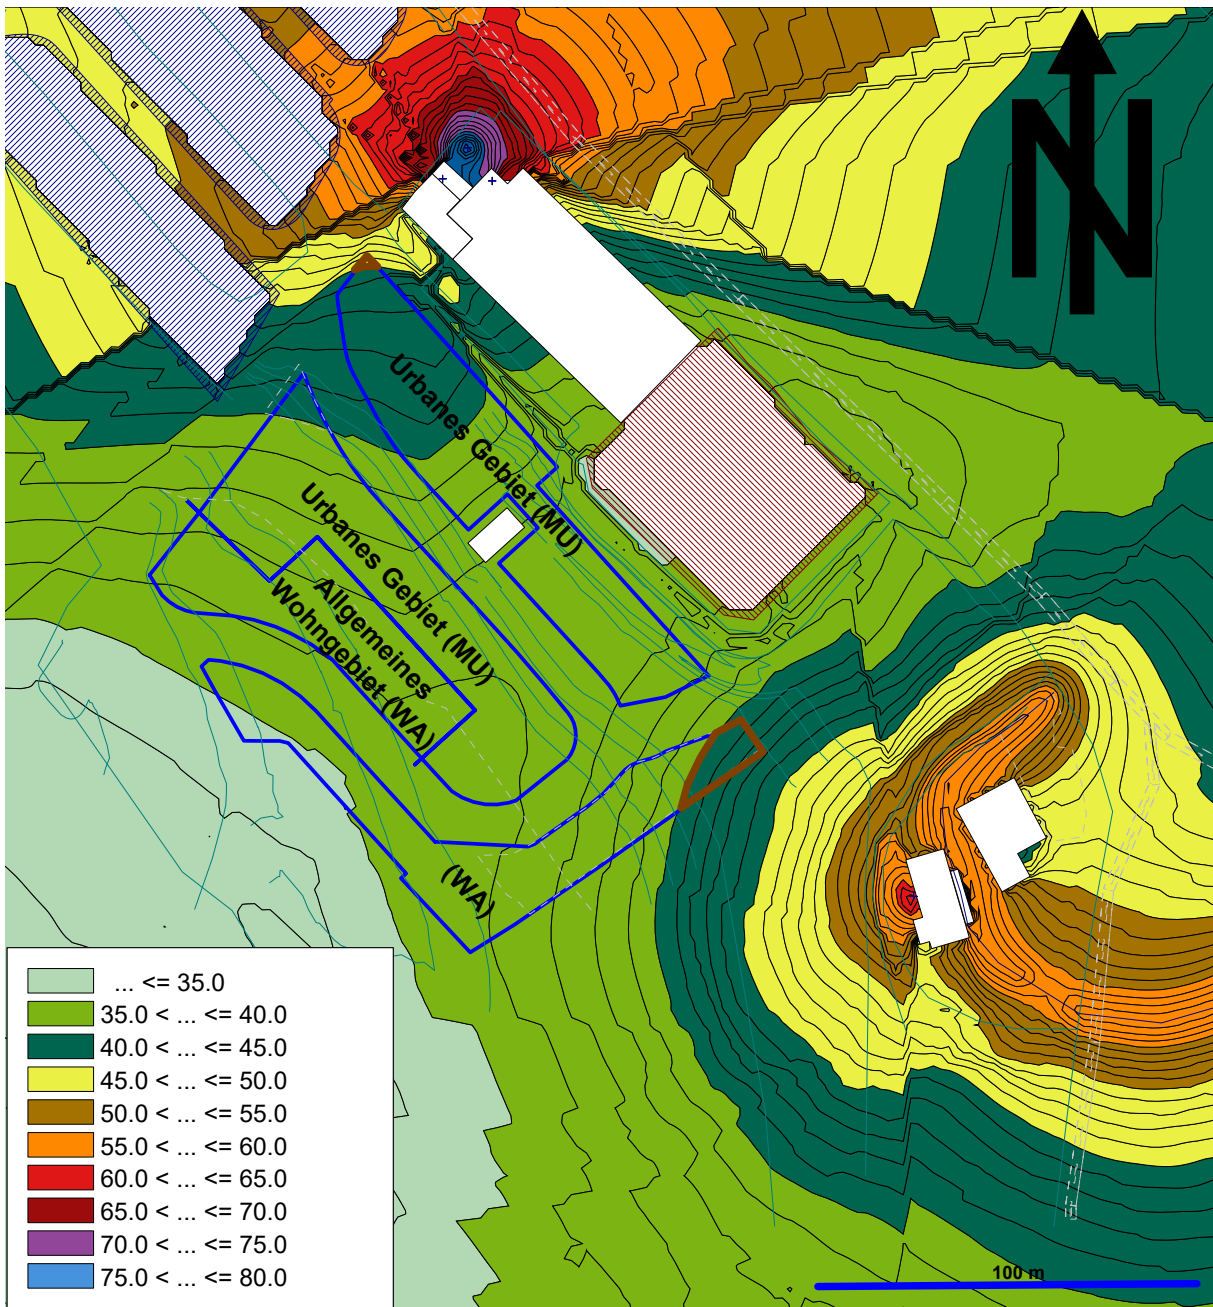 N
Urbanes Gebiet (MU)
Urbanes Gebiet (MU)
Allgemeines
Wohngebiet (WA)
(WA)
... <= 35.0
35.0 < ... <= 40.0
40.0 < ... <= 45.0
45.0 < ... <= 50.0
50.0 < ... <= 55.0
55.0 < ... <= 60.0
60.0 < ... <= 65.0
65.0 < ... <= 70.0
70.0 < ... <= 75.0
75.0 < ... <= 80.0
100 m